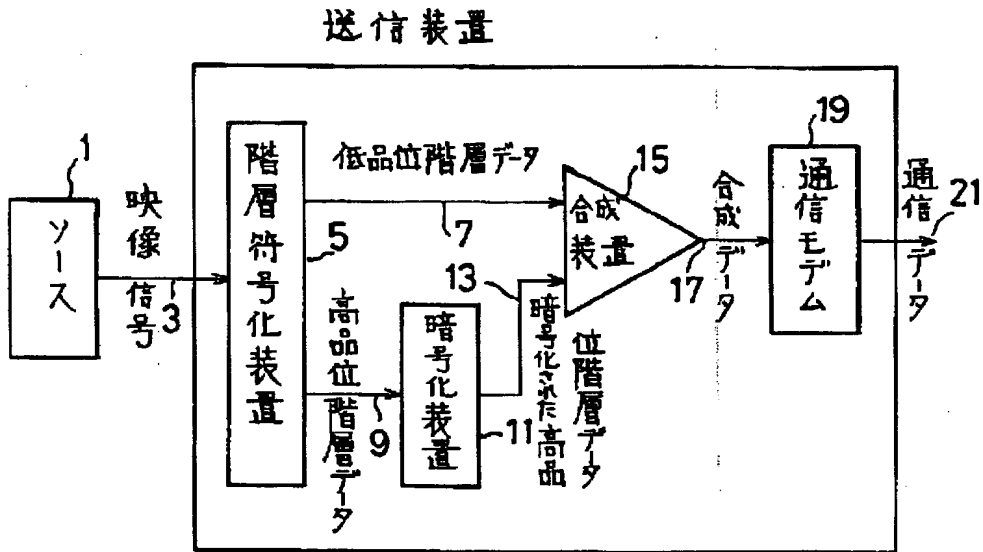 送信装置
1
ソース
映像信号
3
階層符号化装置
5
低品位階層データ
7
高品位階層データ
9
暗号化装置
11
13
暗号化された高品
位階層データ
15
合成
装置
17
合成データ
19
通信モデム
通信データ
21